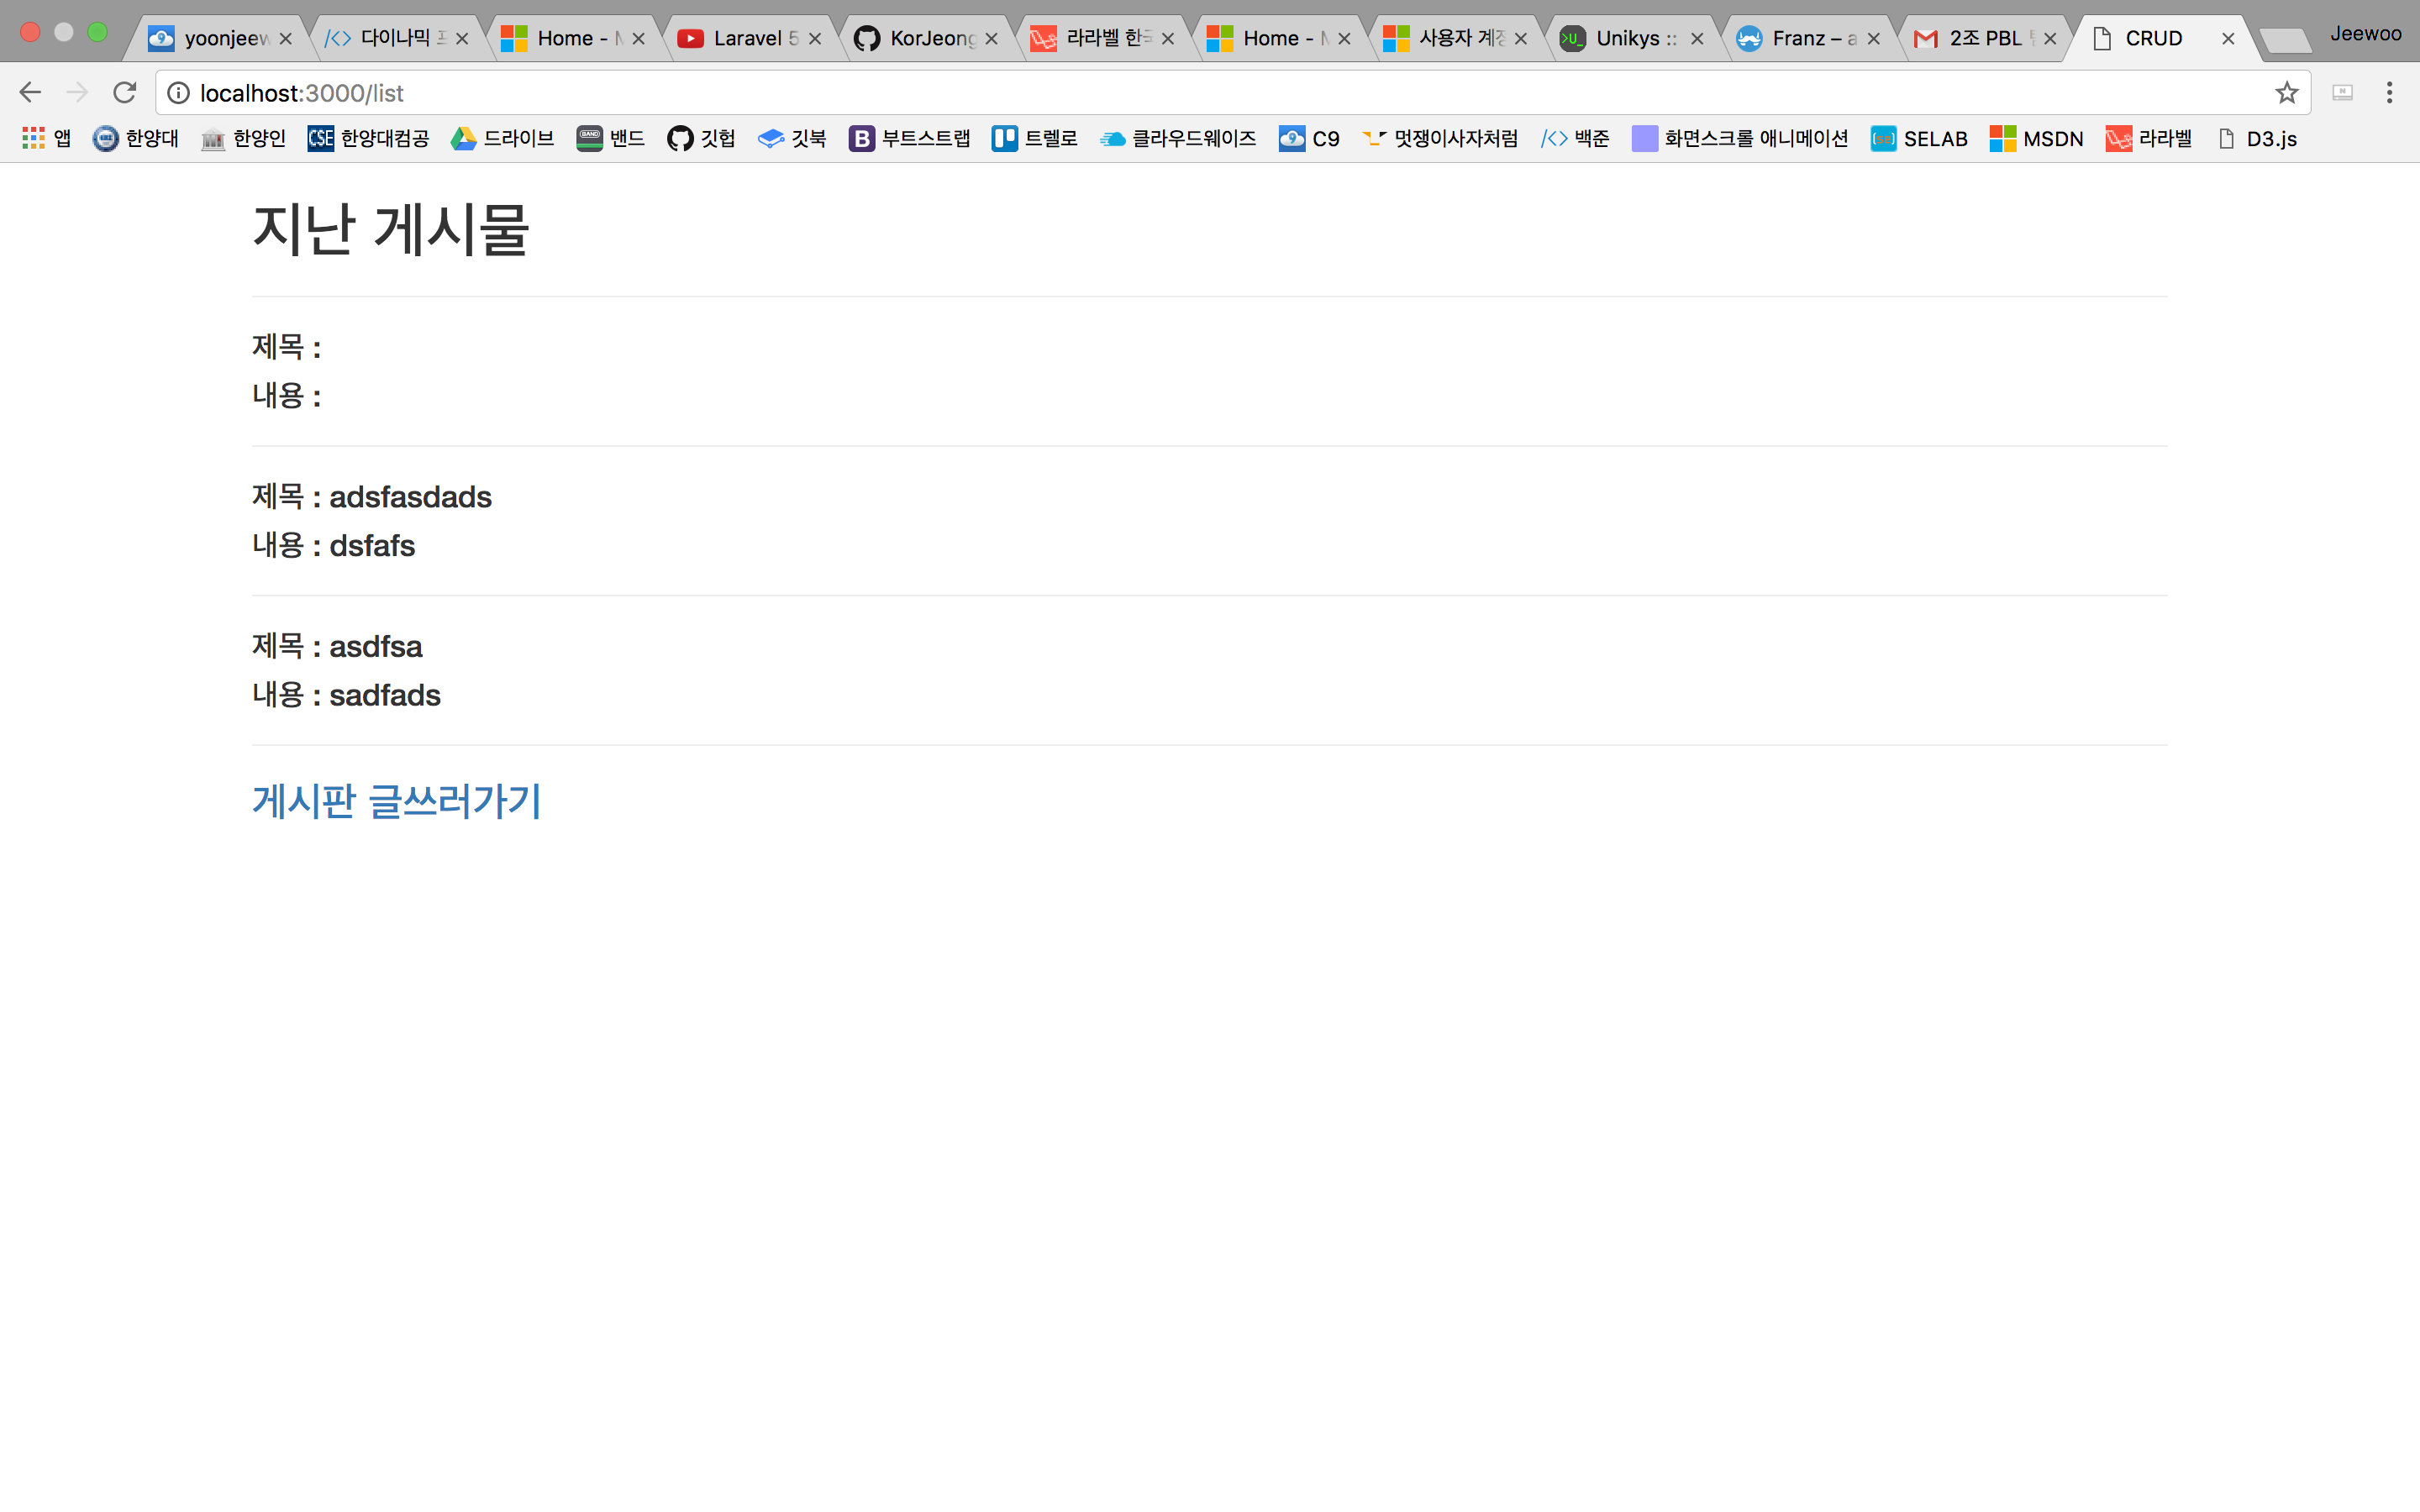 yoonjeew 다이나믹 Home - Laravel 5 KorJeong 라라벨 한국 Home - 사용자 계정 Unikys :: Franz – a 2조 PBL CRUD Jeewoo
localhost:3000/list
앱 한양대 한양인 CSE 한양대컴공 드라이브 BAND 밴드 깃헙 깃북 B 부트스트랩 트렐로 클라우드웨이즈 9 C9 멋쟁이사자처럼 /<> 백준 화면스크롤 애니메이션 SELAB MSDN 라라벨 D3.js
지난 게시물
제목 :
내용 :
제목 : adsfasdads
내용 : dsfafs
제목 : asdfsa
내용 : sadfads
게시판 글쓰러가기